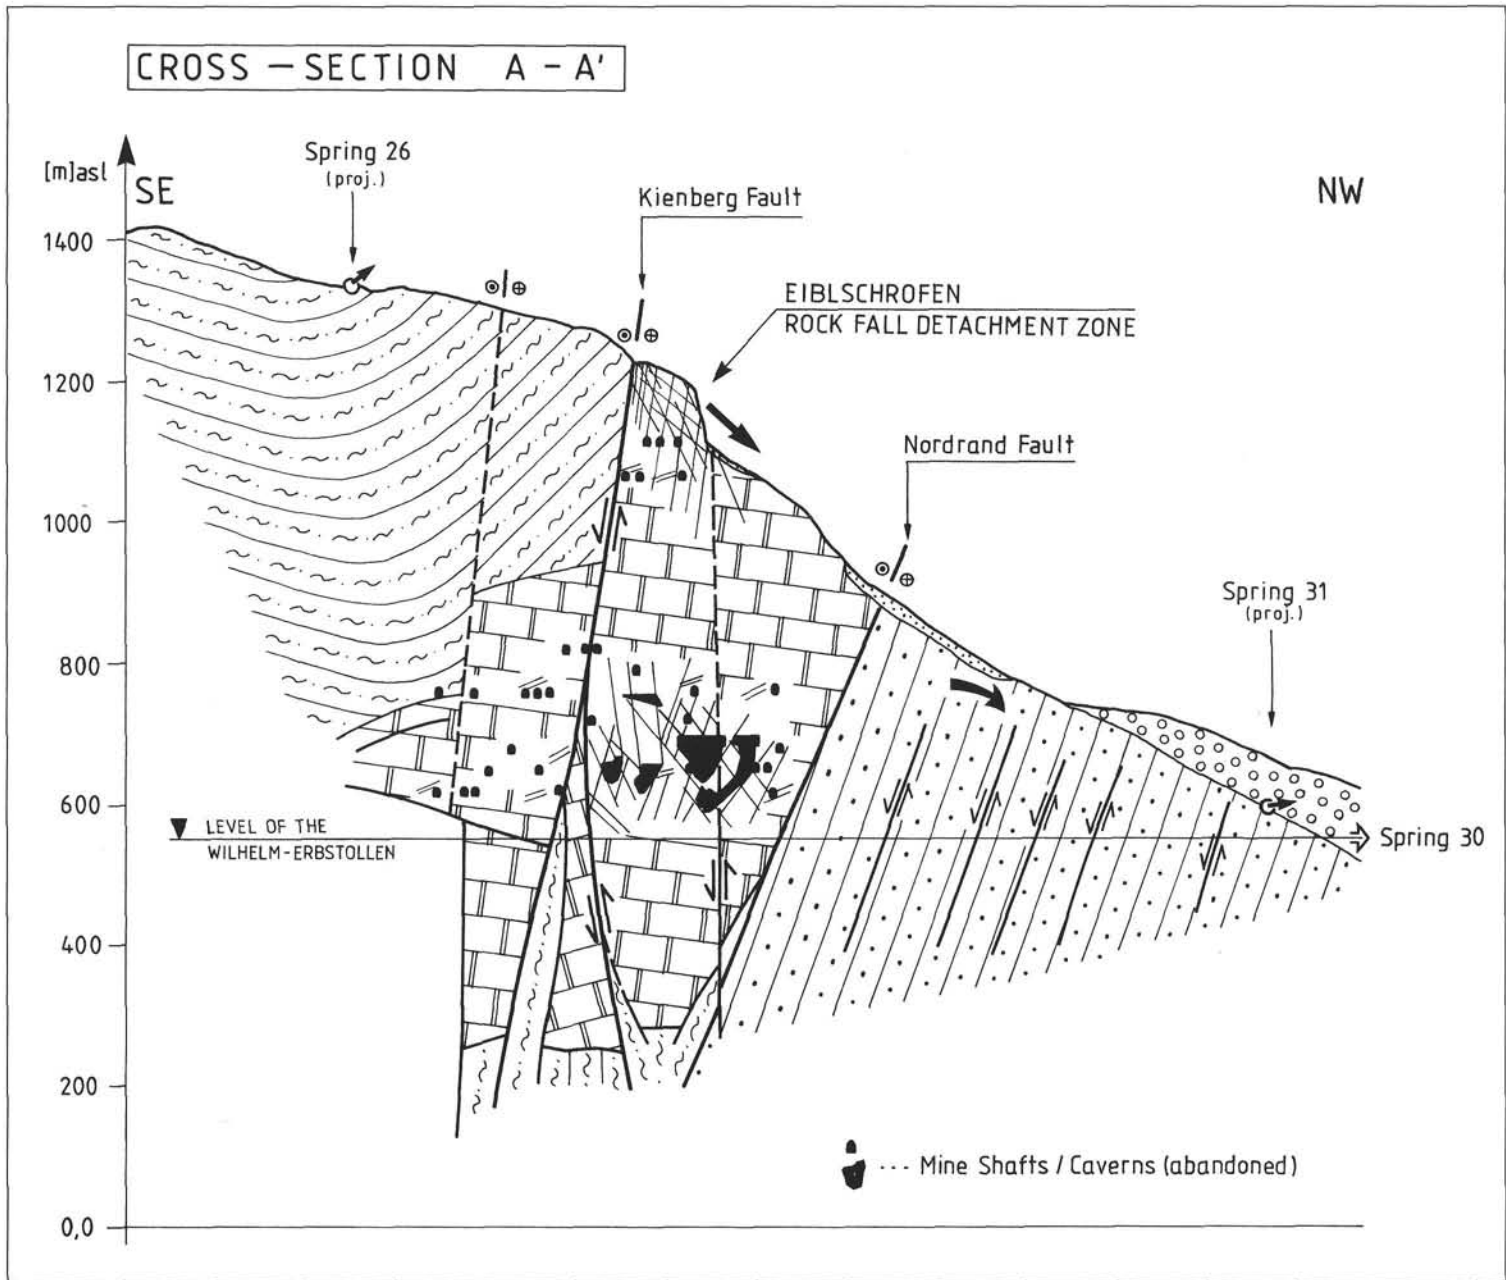 CROSS – SECTION A – A'
[m]asl
SE
Spring 26
(proj.)
Kienberg Fault
NW
EIBLSCHROFEN
ROCK FALL DETACHMENT ZONE
Nordrand Fault
Spring 31
(proj.)
1400
1200
1000
800
600
400
200
0,0
LEVEL OF THE
WILHELM-ERBSTOLLEN
Spring 30
... Mine Shafts / Caverns (abandoned)